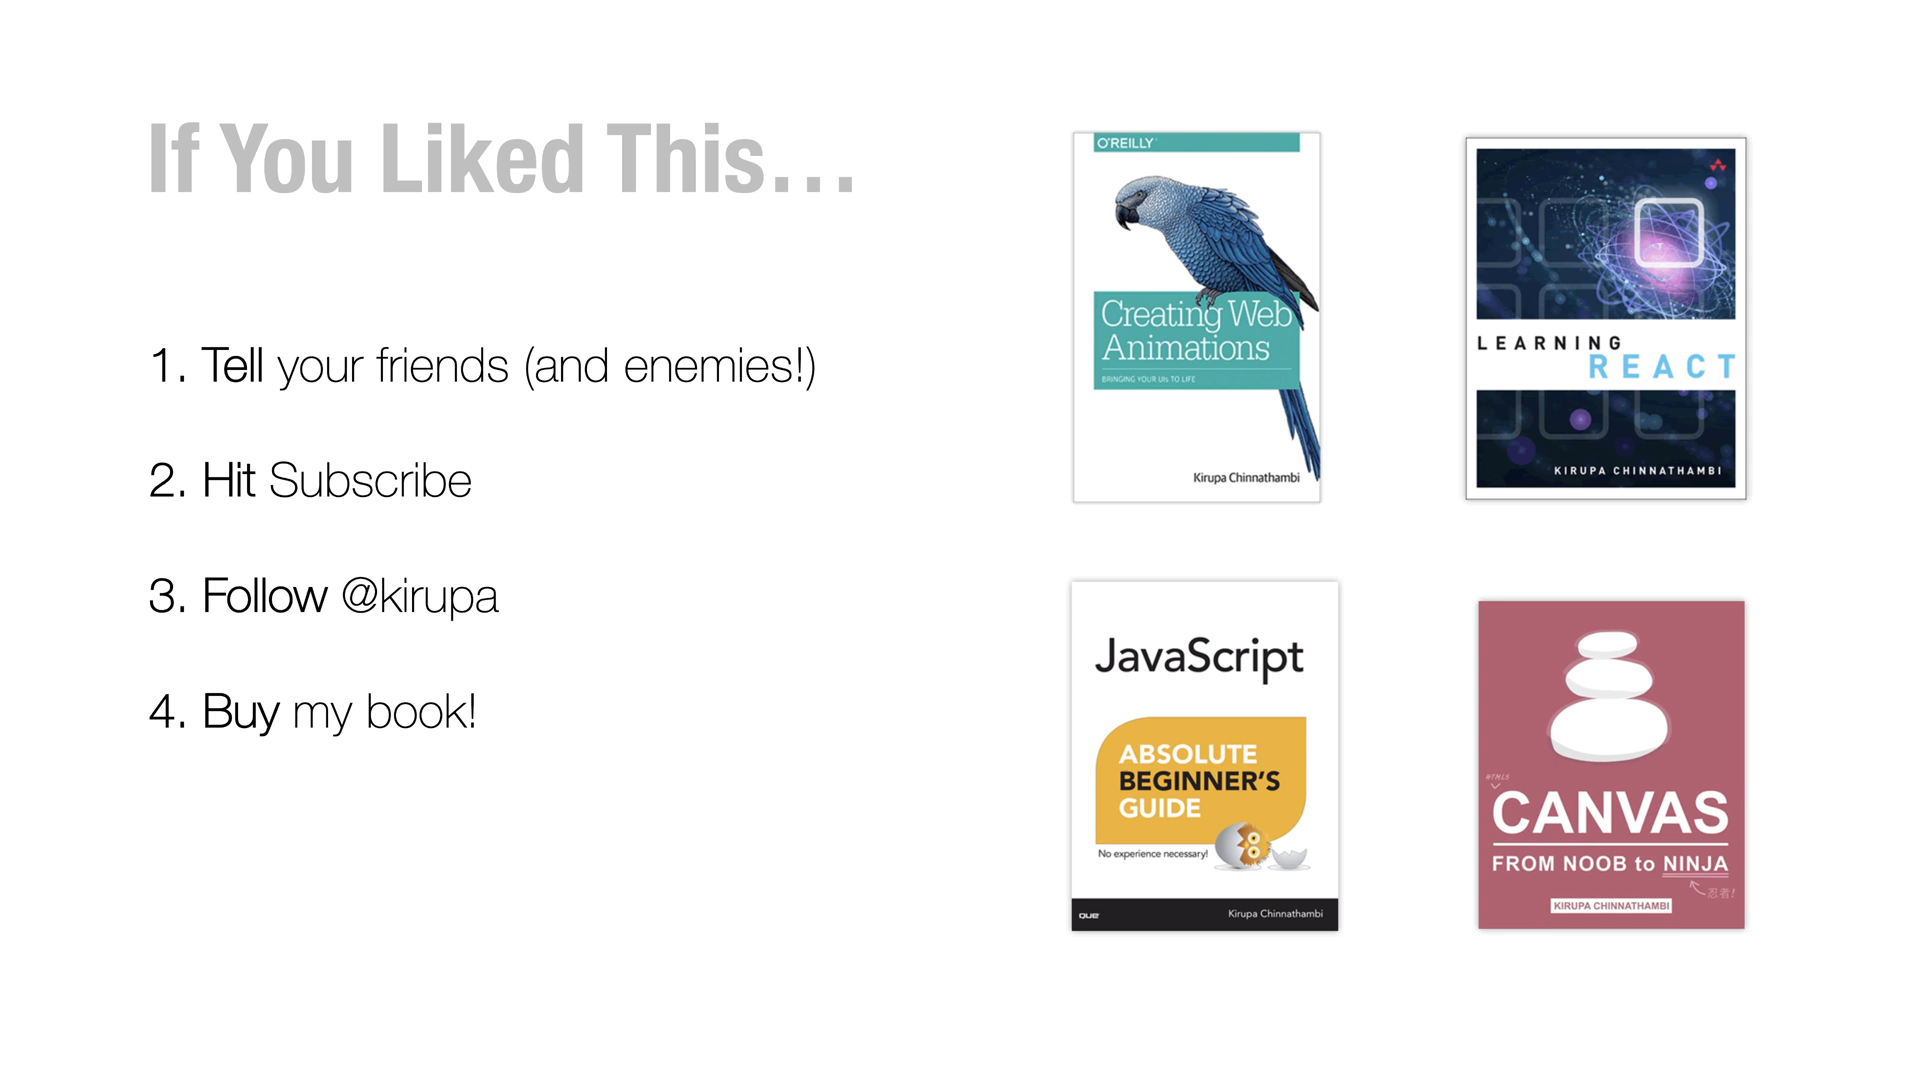 If You Liked This…
1. Tell your friends (and enemies!)
2. Hit Subscribe
3. Follow @kirupa
4. Buy my book!
O'REILLY
Creating Web
Animations
BRINGING YOUR UIs TO LIFE
Kirupa Chinnathambi
LEARNING
REACT
KIRUPA CHINNATHAMBI
JavaScript
ABSOLUTE
BEGINNER'S
GUIDE
No experience necessary!
que
Kirupa Chinnathambi
HTML5
CANVAS
FROM NOOB to NINJA
忍者!
KIRUPA CHINNATHAMBI